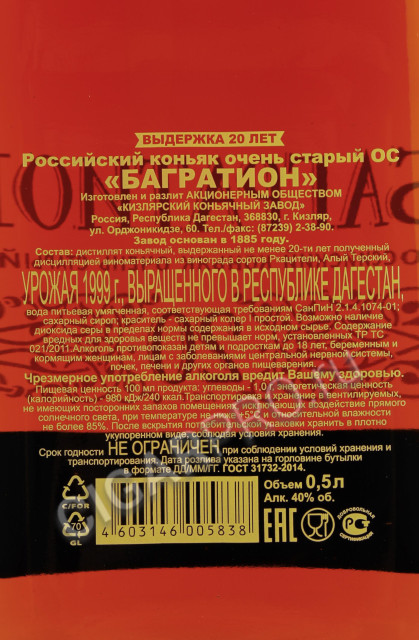 ВЫДЕРЖКА 20 ЛЕТ
Российский коньяк очень старый ОС
«БАГРАТИОН»
Изготовлен и разлит АКЦИОНЕРНЫМ ОБЩЕСТВОМ
«КИЗЛЯРСКИЙ КОНЬЯЧНЫЙ ЗАВОД»
Россия, Республика Дагестан, 368830, г. Кизляр,
ул. Орджоникидзе, 60. Тел./факс: (87239) 2-38-90.
Завод основан в 1885 году.
Состав: дистиллят коньячный, выдержанный не менее 20-ти лет полученный
дисцилляцией виноматериала из винограда сортов Ркацители, Алый Терский,
УРОЖАЯ 1999 г., ВЫРАЩЕННОГО В РЕСПУБЛИКЕ ДАГЕСТАН,
вода питьевая умягченная, соответствующая требованиям СанПиН 2.1.4.1074-01;
сахарный сироп; краситель - сахарный колер I простой. Возможно наличие
диоксида серы в пределах нормы содержания в исходном сырье. Содержание
вредных для здоровья веществ не превышает норм, установленных ТР ТС
021/2011.Алкоголь противопоказан детям и подросткам до 18 лет, беременным и
кормящим женщинам, лицам с заболеваниями центральной нервной системы,
почек, печени и других органов пищеварения.
Чрезмерное употребление алкоголя вредит Вашему здоровью.
Пищевая ценность 100 мл продукта: углеводы - 1,0 г. Энергетическая ценность
(калорийность) - 980 кДж/240 ккал.Транспортировка и хранение в вентилируемых,
не имеющих посторонних запахов помещениях, исключающих воздействие прямого
солнечного света, при температуре не ниже +5°C и относительной влажности
не более 85%. После вскрытия потребительской упаковки хранить в плотно
укупоренном виде, соблюдая условия хранения.
Срок годности НЕ ОГРАНИЧЕН при соблюдении условий хранения и
транспортирования. Дата розлива указана на горловине бутылки
в формате ДД/ММ/ГГ. ГОСТ 31732-2014.
Объем 0,5л
Алк. 40% об.
C/FOR
70
GL
4 603146 005838
EAC
ДОБРОВОЛЬНАЯ
СЕРТИФИКАЦИЯ